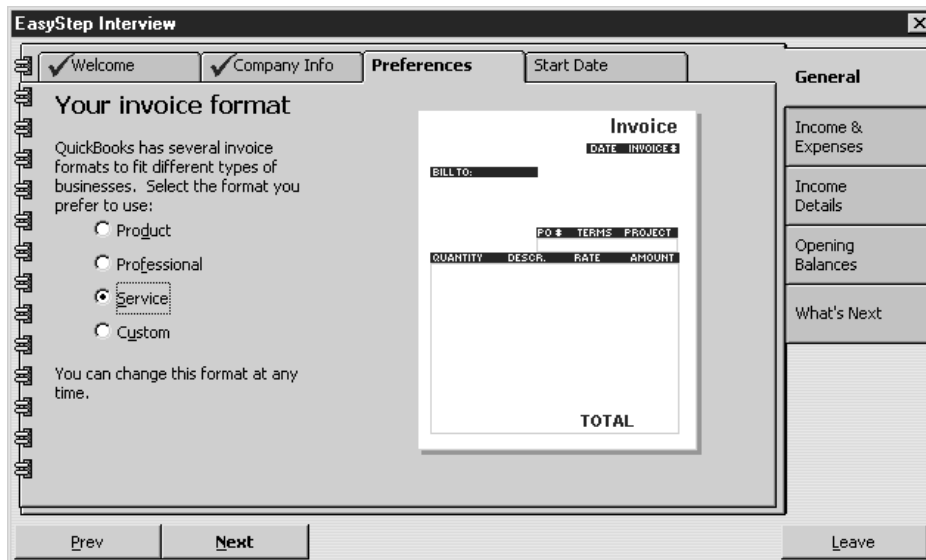 EasyStep Interview
Welcome
Company Info
Preferences
Start Date
General
Income &
Expenses
Income
Details
Opening
Balances
What's Next
Your invoice format
QuickBooks has several invoice
formats to fit different types of
businesses. Select the format you
prefer to use:
Product
Professional
Service
Custom
You can change this format at any
time.
Invoice
DATE INVOICE #
BILL TO:
PO # TERMS PROJECT
QUANTITY DESCR. RATE AMOUNT
TOTAL
Prev
Next
Leave